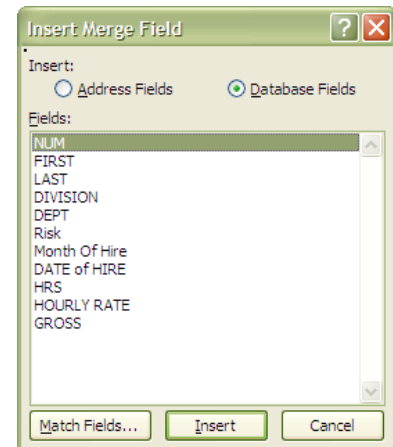 Insert Merge Field
Insert:
Address Fields Database Fields
Fields:
NUM
FIRST
LAST
DIVISION
DEPT
Risk
Month Of Hire
DATE of HIRE
HRS
HOURLY RATE
GROSS
Match Fields... Insert Cancel